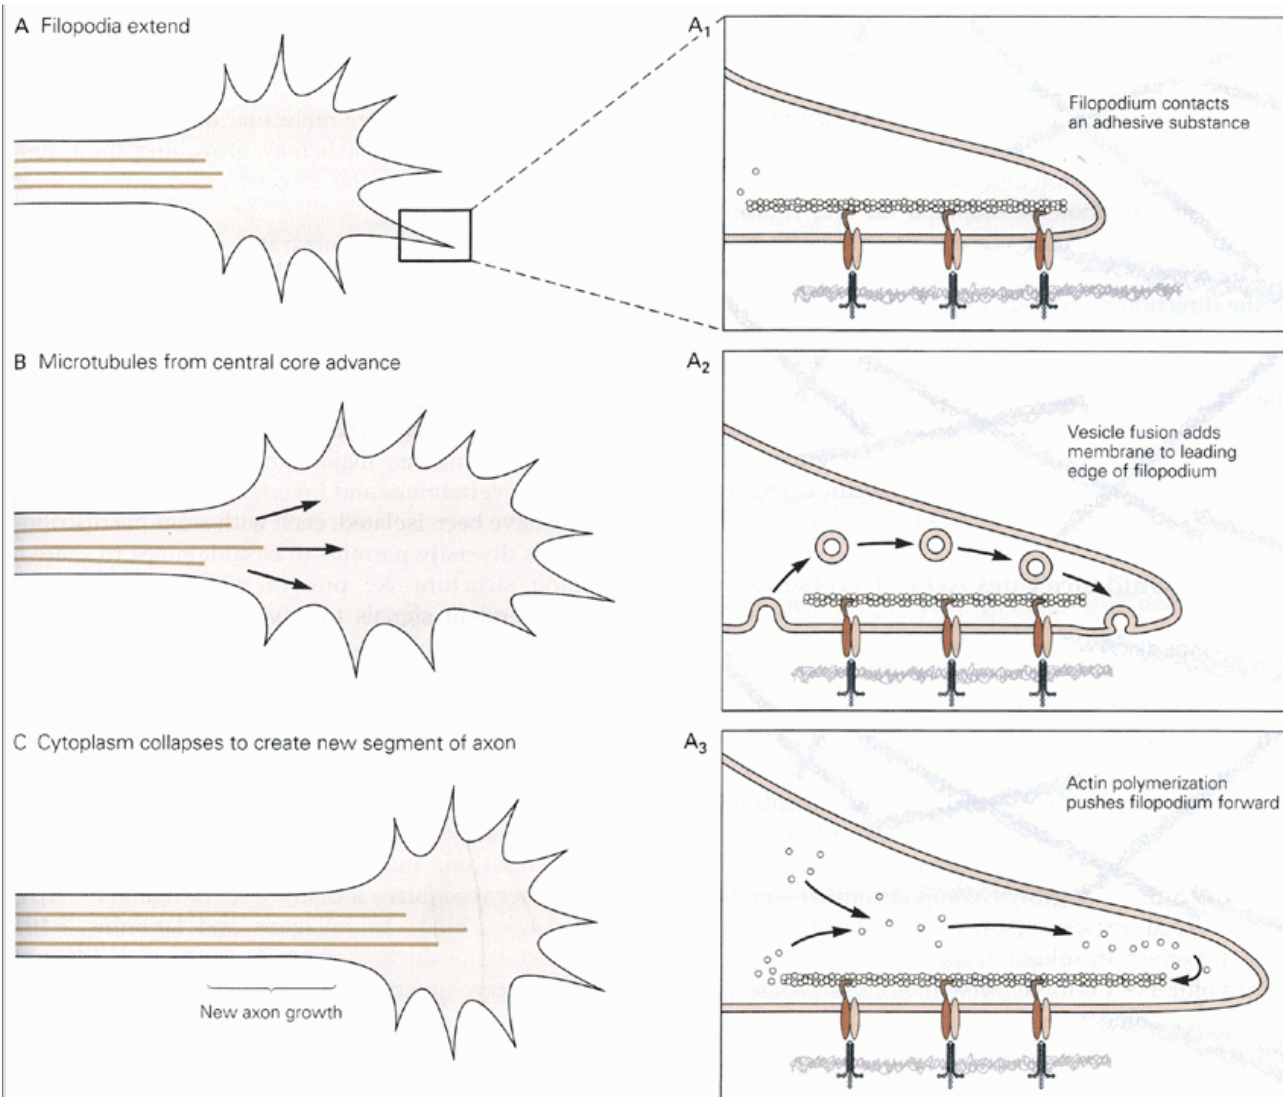 A Filopodia extend
A1
Filopodium contacts
an adhesive substance
B Microtubules from central core advance
A2
Vesicle fusion adds
membrane to leading
edge of filopodium
C Cytoplasm collapses to create new segment of axon
New axon growth
A3
Actin polymerization
pushes filopodium forward